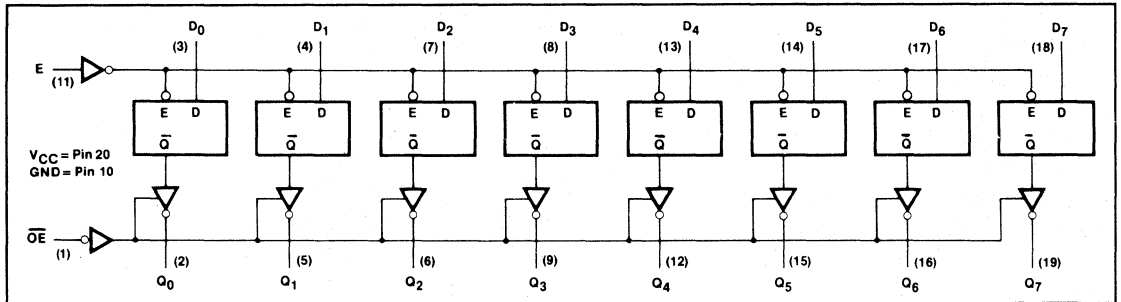 D0 D1 D2 D3 D4 D5 D6 D7
(3) (4) (7) (8) (13) (14) (17) (18)
E
(11)
E D E D E D E D E D E D E D E D
Q̅ Q̅ Q̅ Q̅ Q̅ Q̅ Q̅ Q̅
VCC = Pin 20
GND = Pin 10
O̅E̅
(1)
(2) (5) (6) (9) (12) (15) (16) (19)
Q0 Q1 Q2 Q3 Q4 Q5 Q6 Q7